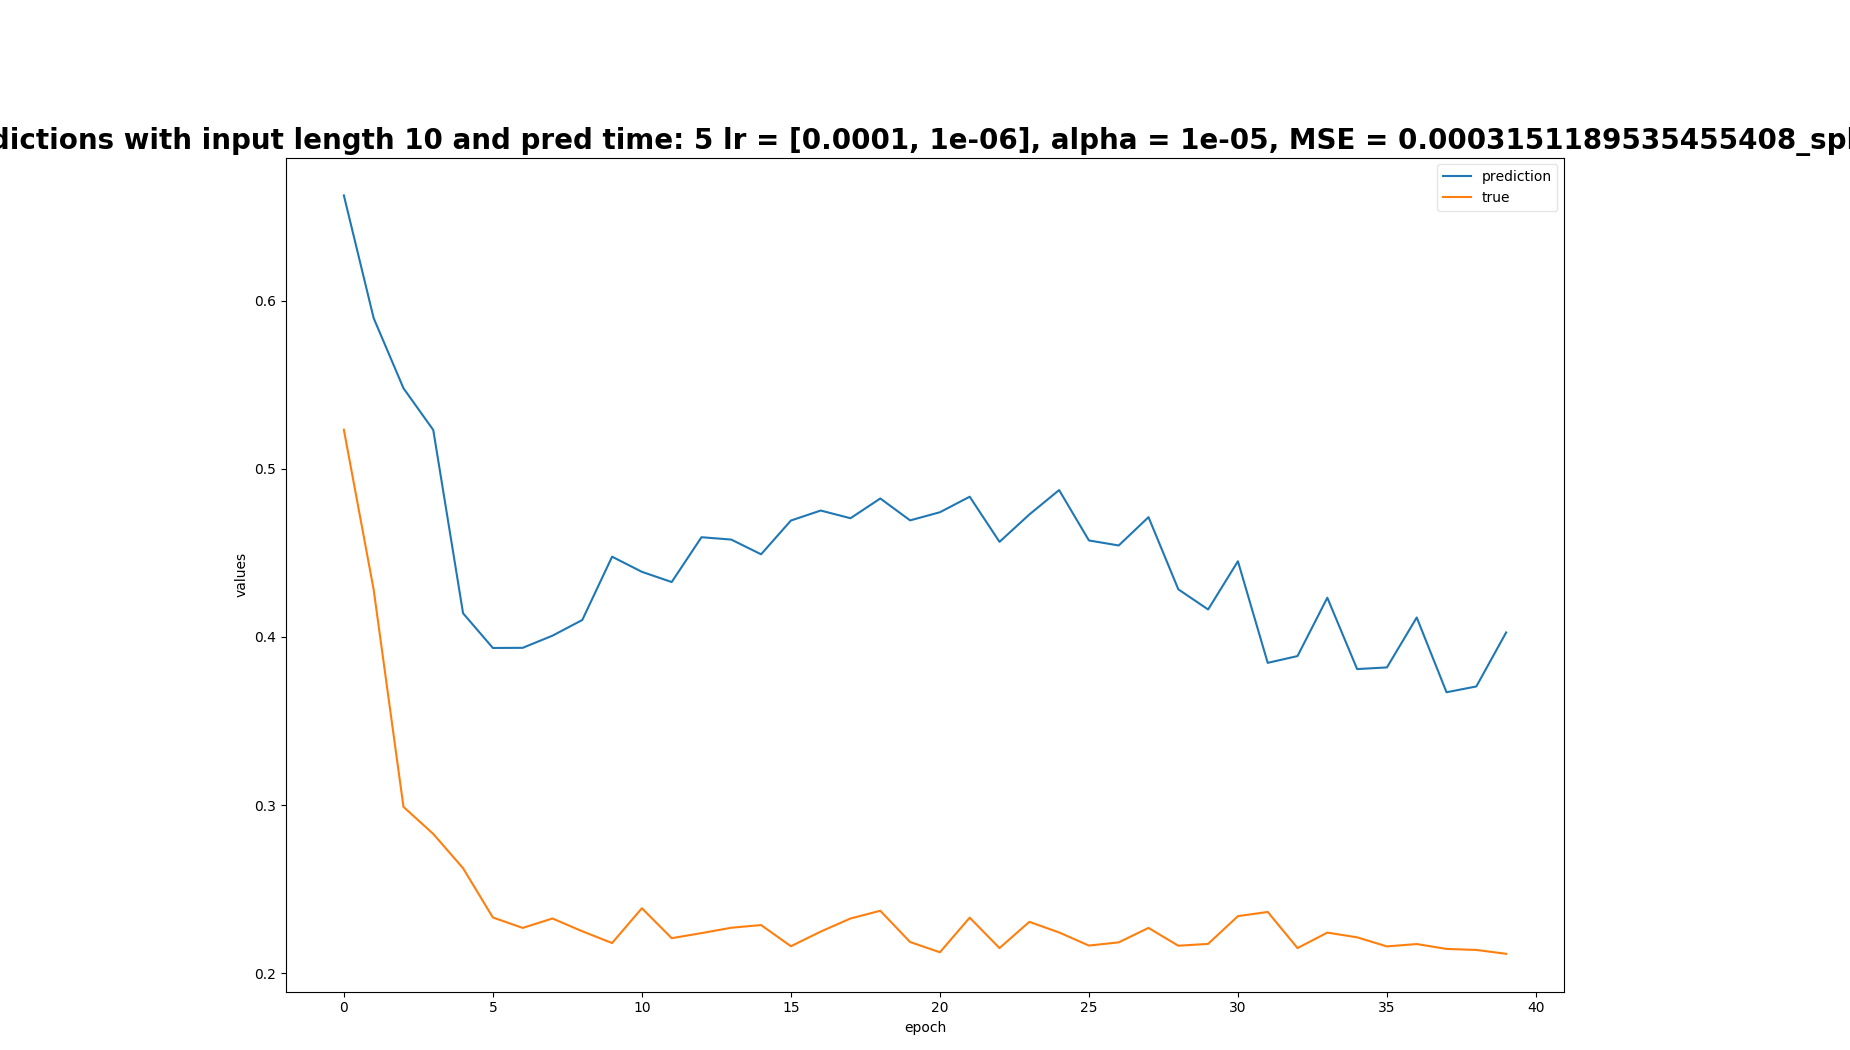 dictions with input length 10 and pred time: 5 lr = [0.0001, 1e-06], alpha = 1e-05, MSE = 0.0003151189535455408_spl
prediction
true
values
0.6
0.5
0.4
0.3
0.2
0 5 10 15 20 25 30 35 40
epoch